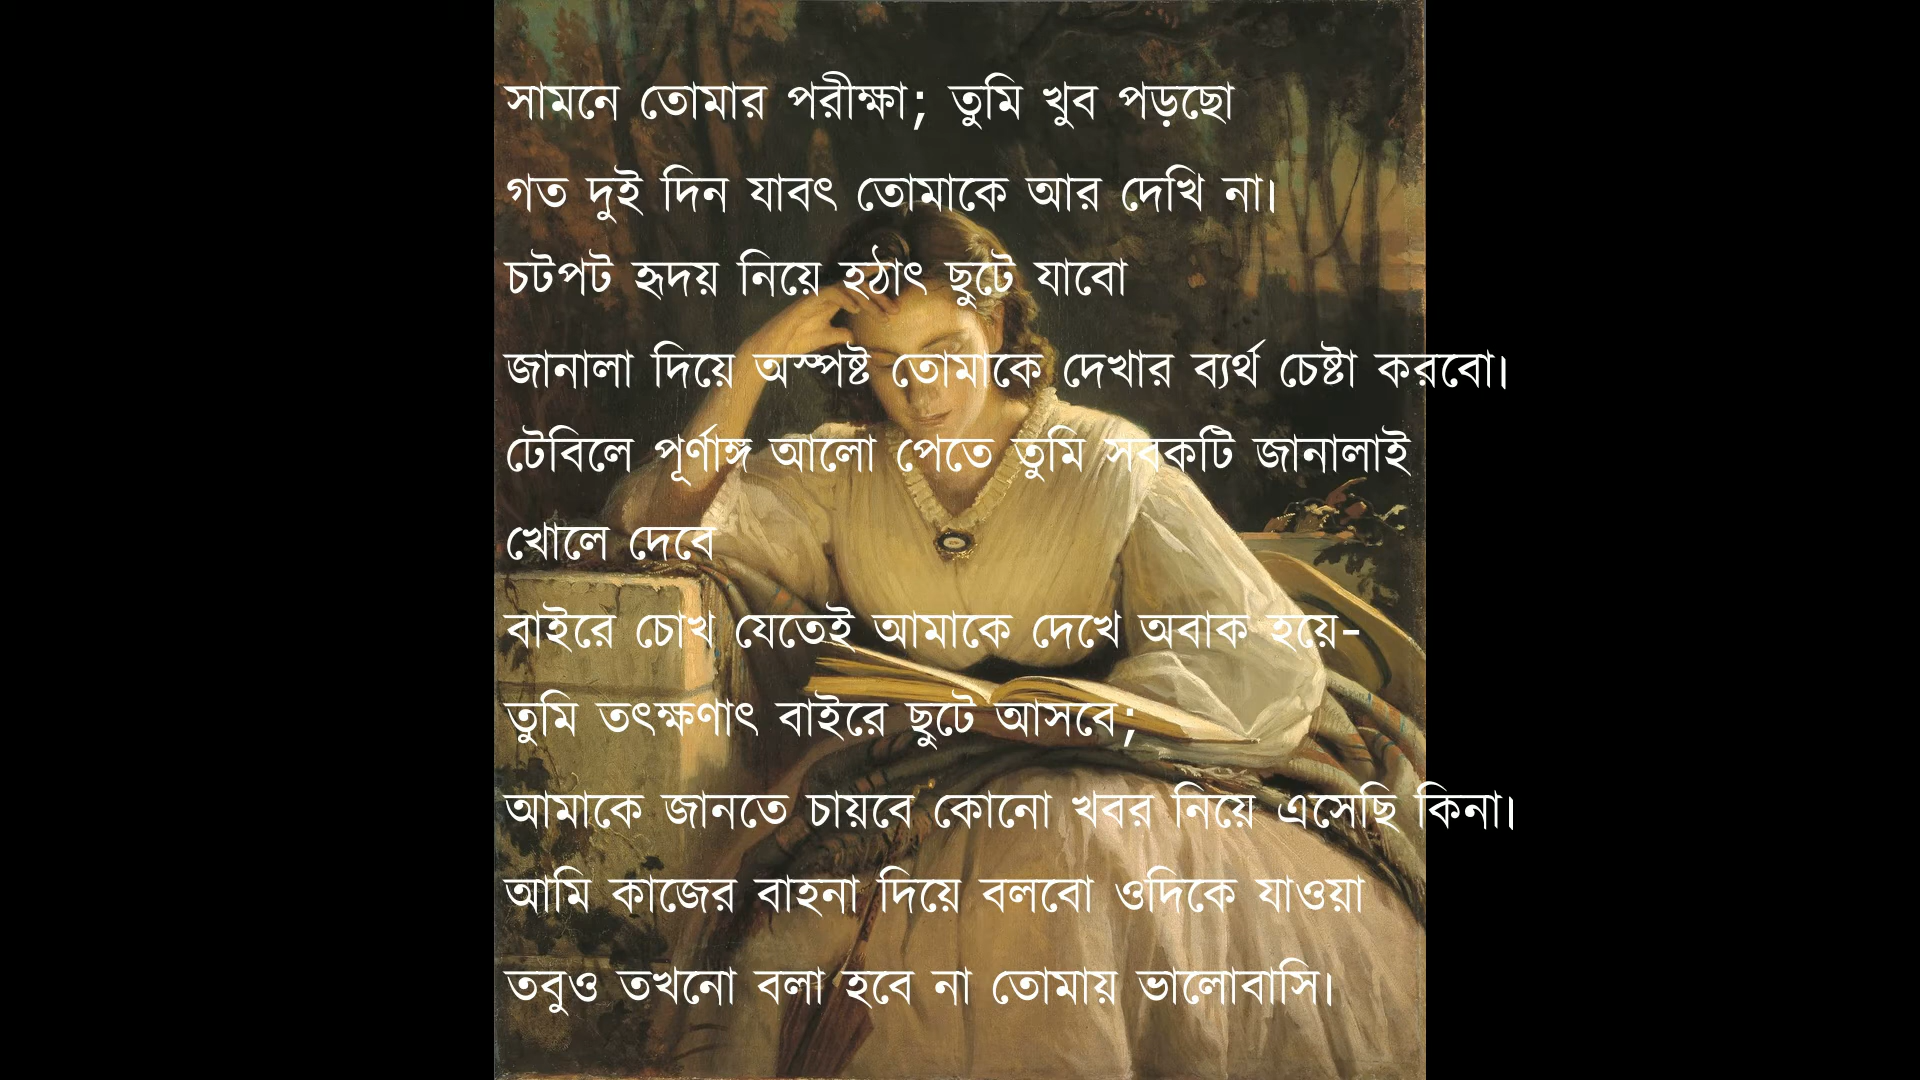 সামনে তোমার পরীক্ষা; তুমি খুব পড়ছো
গত দুই দিন যাবৎ তোমাকে আর দেখি না।
চটপট হৃদয় নিয়ে হঠাৎ ছুটে যাবো
জানালা দিয়ে অস্পষ্ট তোমাকে দেখার ব্যর্থ চেষ্টা করবো।
টেবিলে পূর্ণাঙ্গ আলো পেতে তুমি সবকটি জানালাই
খোলে দেবে
বাইরে চোখ যেতেই আমাকে দেখে অবাক হয়ে-
তুমি তৎক্ষণাৎ বাইরে ছুটে আসবে;
আমাকে জানতে চায়বে কোনো খবর নিয়ে এসেছি কিনা।
আমি কাজের বাহনা দিয়ে বলবো ওদিকে যাওয়া
তবুও তখনো বলা হবে না তোমায় ভালোবাসি।